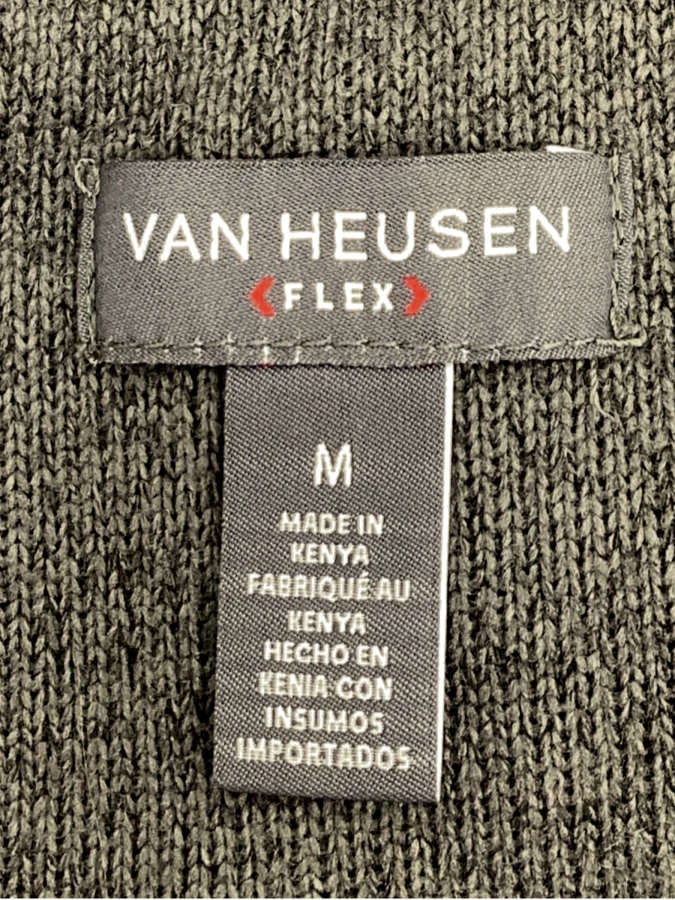 VAN HEUSEN
FLEX
M
MADE IN
KENYA
FABRIQUÉ AU
KENYA
HECHO EN
KENIA CON
INSUMOS
IMPORTADOS